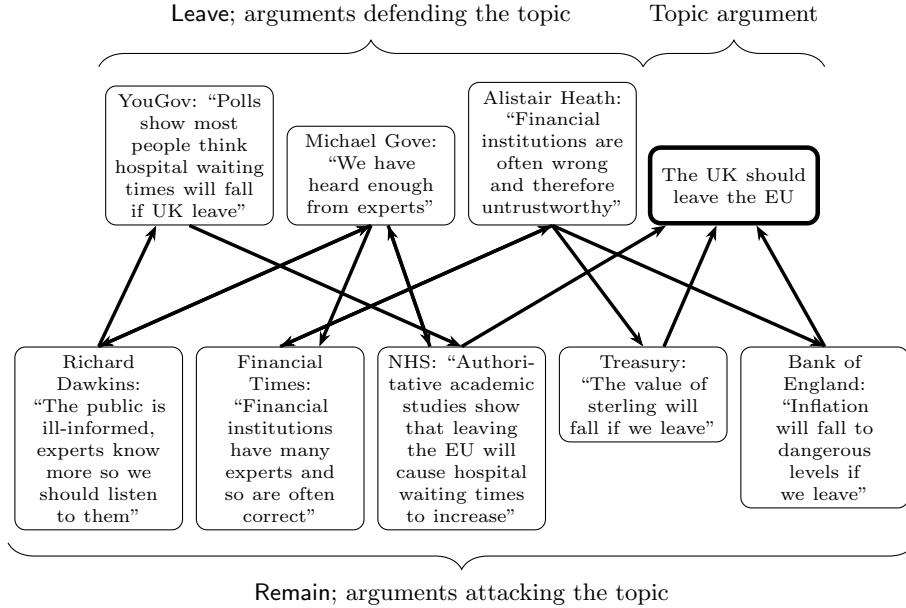 Leave; arguments defending the topic
Topic argument
YouGov: “Polls
show most
people think
hospital waiting
times will fall
if UK leave”
Michael Gove:
“We have
heard enough
from experts”
Alistair Heath:
“Financial
institutions are
often wrong
and therefore
untrustworthy”
The UK should
leave the EU
Richard
Dawkins:
“The public is
ill-informed,
experts know
more so we
should listen
to them”
Financial
Times:
“Financial
institutions
have many
experts and
so are often
correct”
NHS: “Authori-
tative academic
studies show
that leaving
the EU will
cause hospital
waiting times
to increase”
Treasury:
“The value of
sterling will
fall if we leave”
Bank of
England:
“Inflation
will fall to
dangerous
levels if
we leave”
Remain; arguments attacking the topic